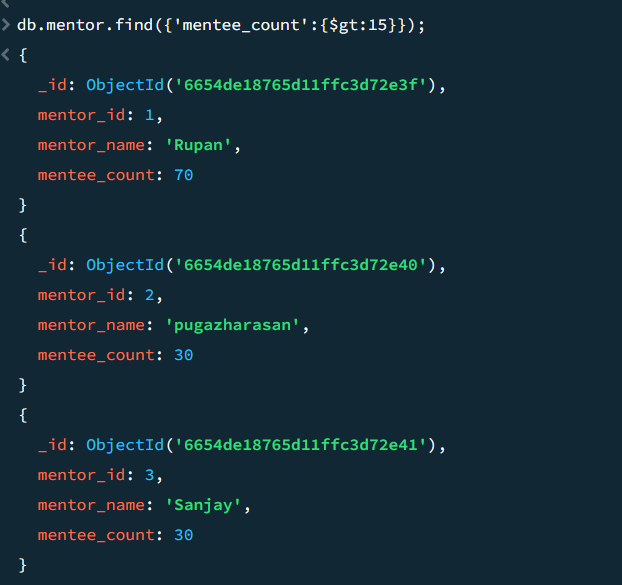 db.mentor.find({'mentee_count':{$gt:15}});
{
_id: ObjectId('6654de18765d11ffc3d72e3f'),
mentor_id: 1,
mentor_name: 'Rupan',
mentee_count: 70
}
{
_id: ObjectId('6654de18765d11ffc3d72e40'),
mentor_id: 2,
mentor_name: 'pugazharasan',
mentee_count: 30
}
{
_id: ObjectId('6654de18765d11ffc3d72e41'),
mentor_id: 3,
mentor_name: 'Sanjay',
mentee_count: 30
}